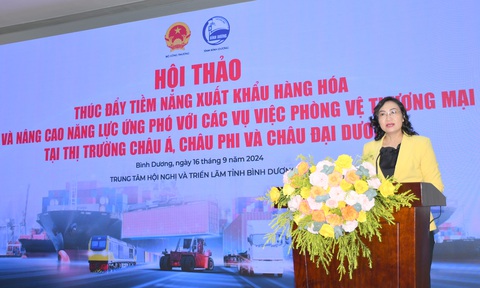 HỘI THẢO
THÚC ĐẨY TIỀM NĂNG XUẤT KHẨU HÀNG HÓA
VÀ NÂNG CAO NĂNG LỰC ỨNG PHÓ VỚI CÁC VỤ VIỆC PHÒNG VỆ THƯƠNG MẠI
TẠI THỊ TRƯỜNG CHÂU Á, CHÂU PHI VÀ CHÂU ĐẠI DƯƠNG
Bình Dương, ngày 16 tháng 9 năm 2024
TRUNG TÂM HỘI NGHỊ VÀ TRIỂN LÃM TỈNH BÌNH DƯƠNG